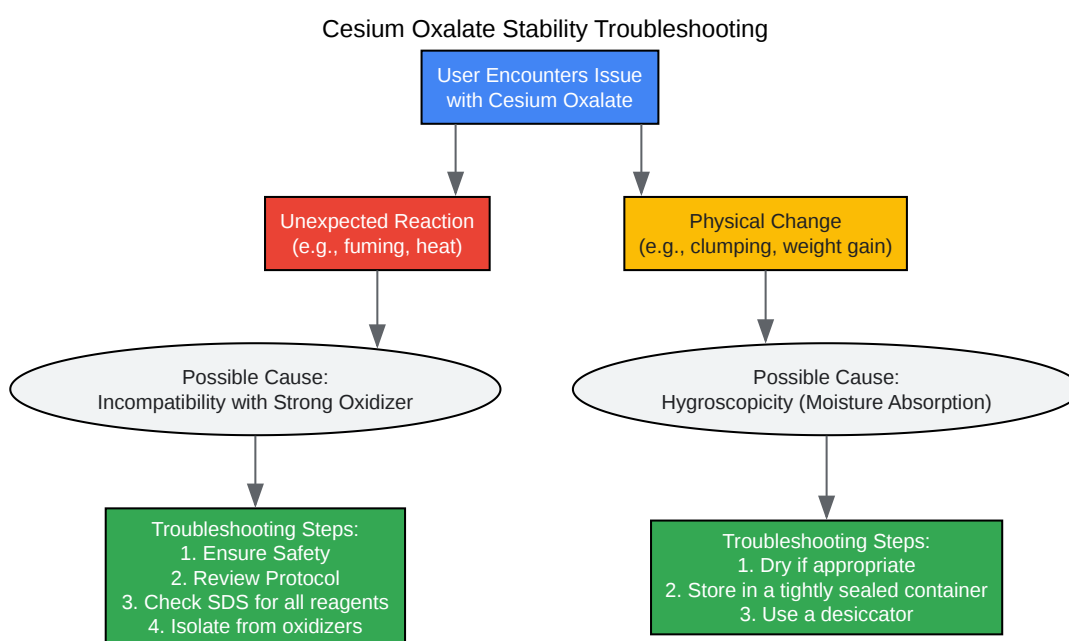 Cesium Oxalate Stability Troubleshooting
User Encounters Issue
with Cesium Oxalate
Unexpected Reaction
(e.g., fuming, heat)
Physical Change
(e.g., clumping, weight gain)
Possible Cause:
Incompatibility with Strong Oxidizer
Possible Cause:
Hygroscopicity (Moisture Absorption)
Troubleshooting Steps:
1. Ensure Safety
2. Review Protocol
3. Check SDS for all reagents
4. Isolate from oxidizers
Troubleshooting Steps:
1. Dry if appropriate
2. Store in a tightly sealed container
3. Use a desiccator